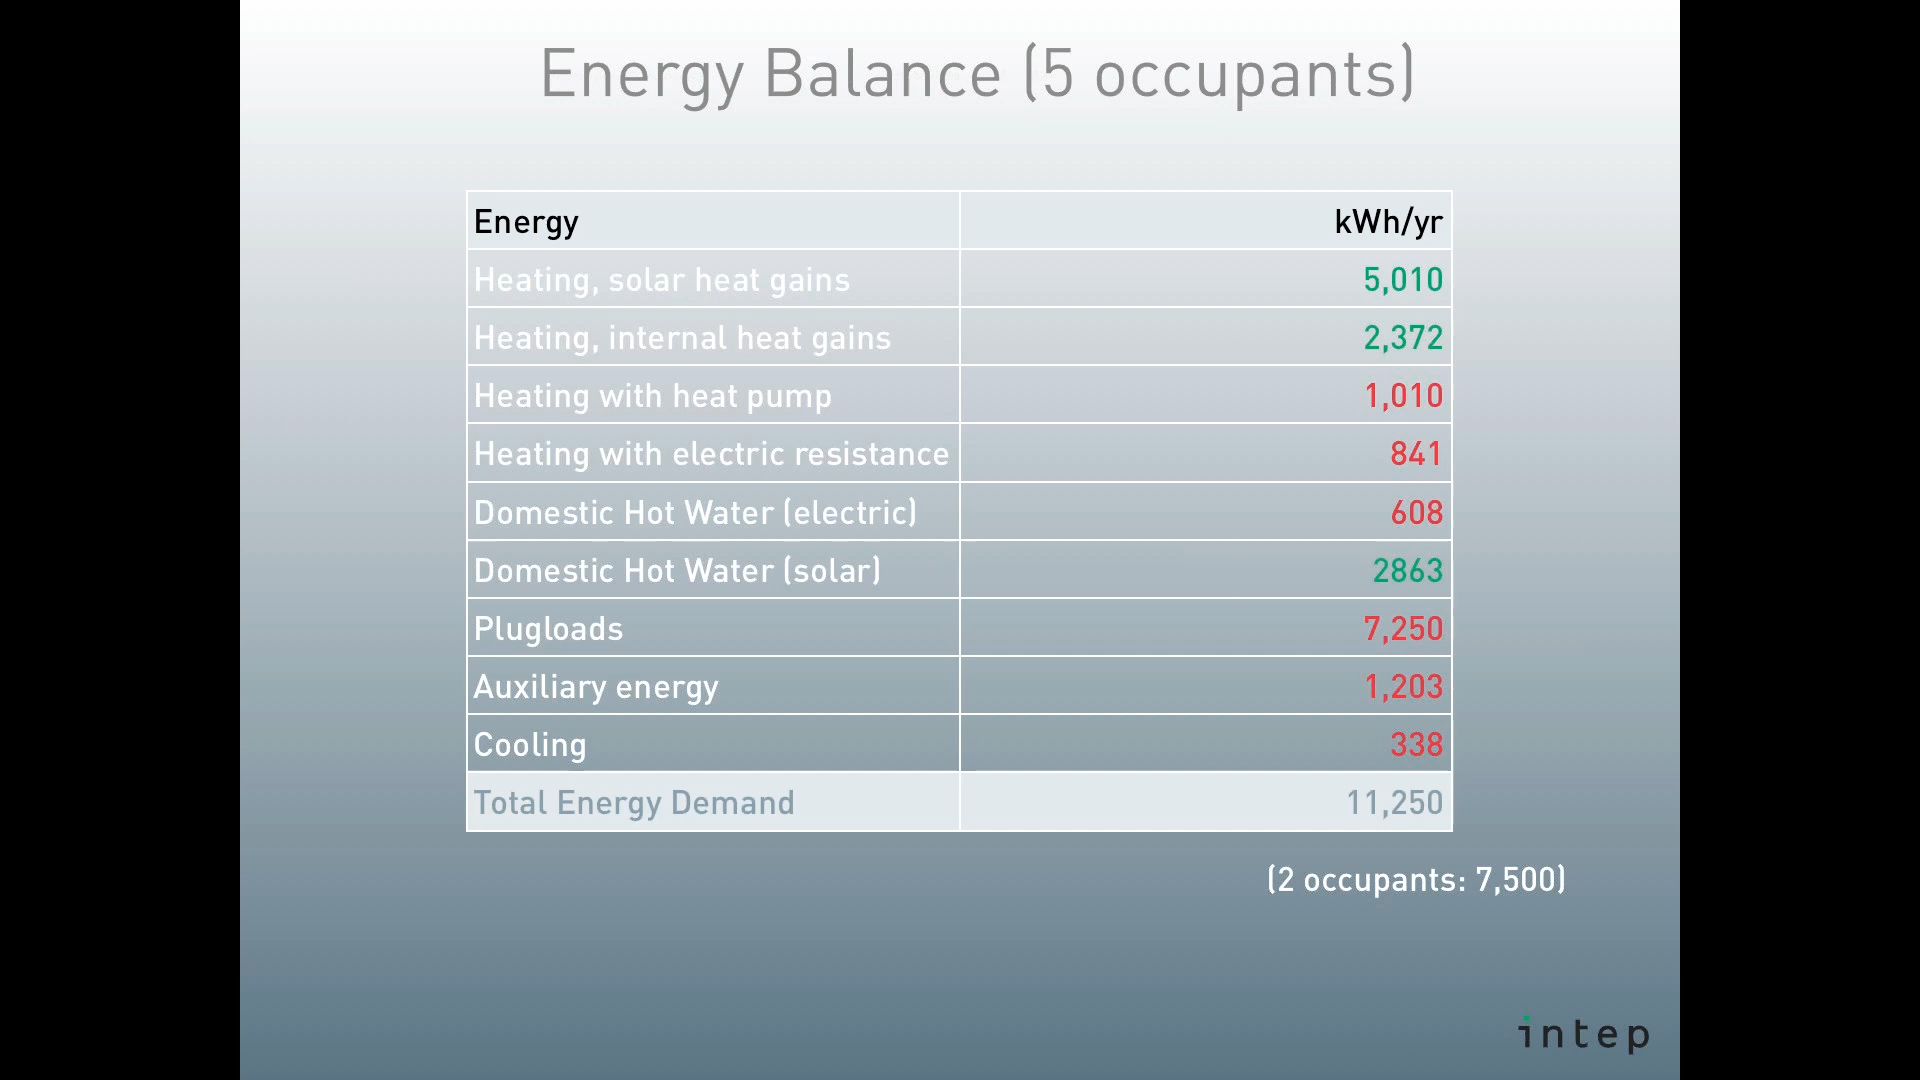 Energy Balance (5 occupants)
Energy kWh/yr
Heating, solar heat gains 5,010
Heating, internal heat gains 2,372
Heating with heat pump 1,010
Heating with electric resistance 841
Domestic Hot Water (electric) 608
Domestic Hot Water (solar) 2863
Plugloads 7,250
Auxiliary energy 1,203
Cooling 338
Total Energy Demand 11,250
(2 occupants: 7,500)
intep